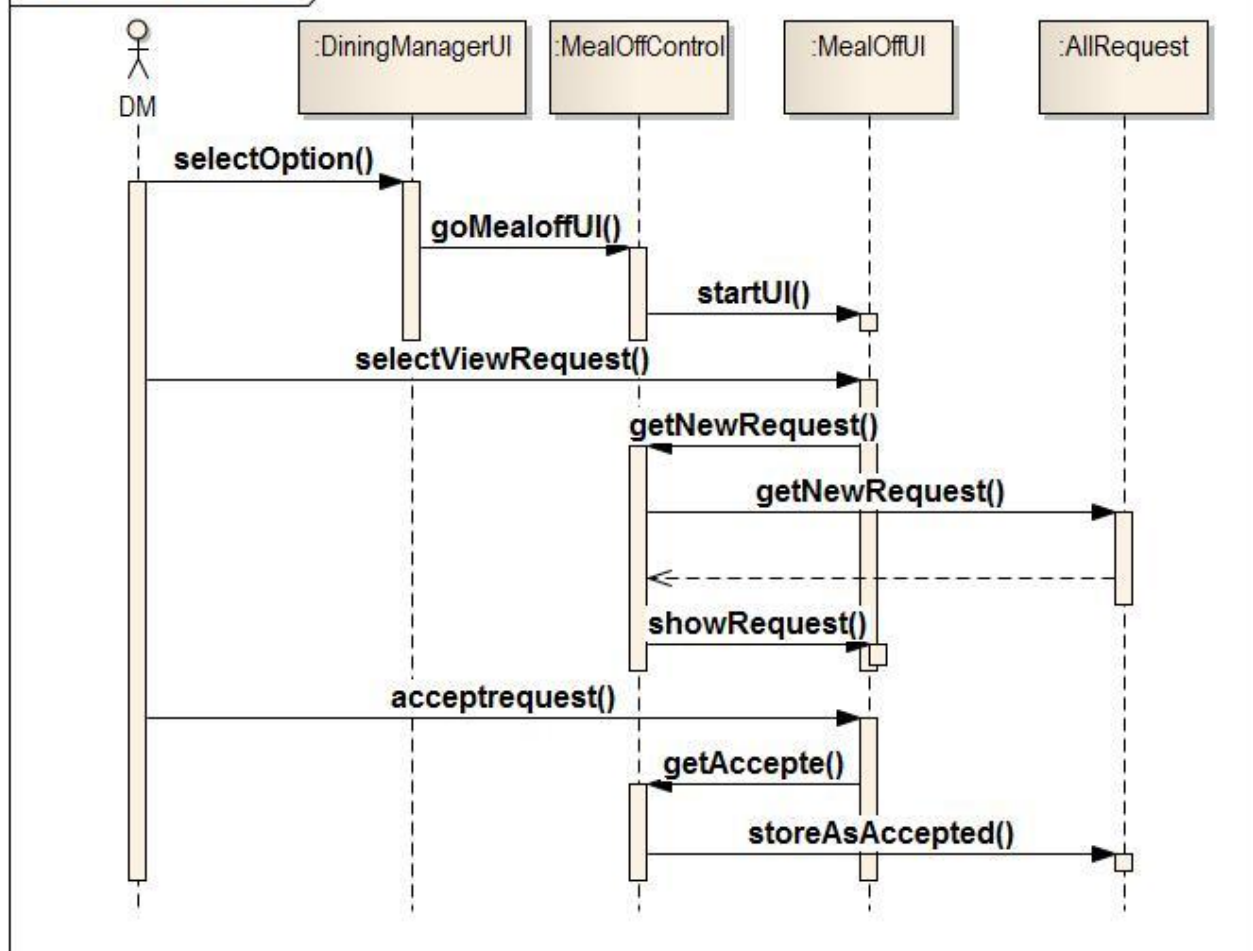 DM
:DiningManagerUI
:MealOffControl
:MealOffUI
:AllRequest
selectOption()
goMealoffUI()
startUI()
selectViewRequest()
getNewRequest()
getNewRequest()
showRequest()
acceptrequest()
getAccepte()
storeAsAccepted()